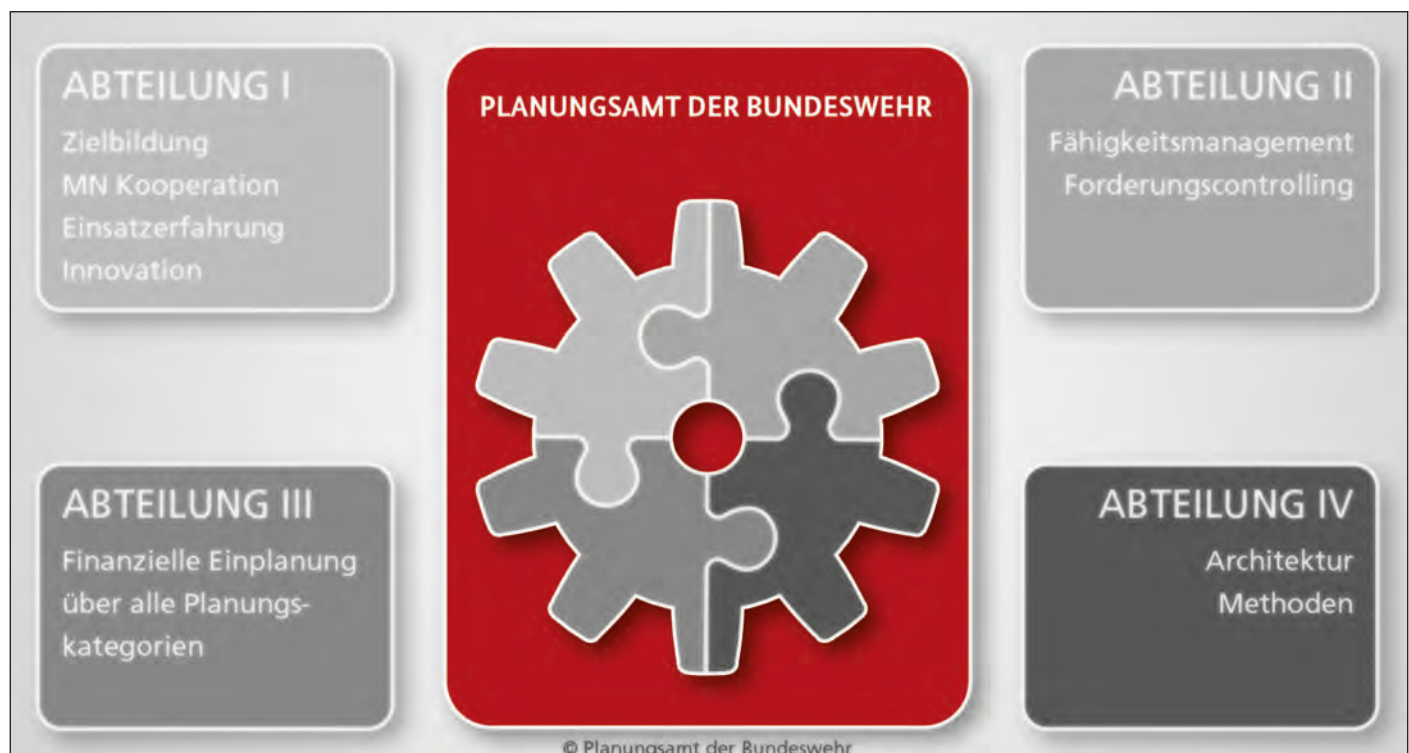 ABTEILUNG I
Zielbildung
MN Kooperation
Einsatzerfahrung
Innovation
PLANUNGSAMT DER BUNDESWEHR
ABTEILUNG II
Fähigkeitsmanagement
Forderungscontrolling
ABTEILUNG III
Finanzielle Einplanung
über alle Planungs-
kategorien
ABTEILUNG IV
Architektur
Methoden
© Planungsamt der Bundeswehr